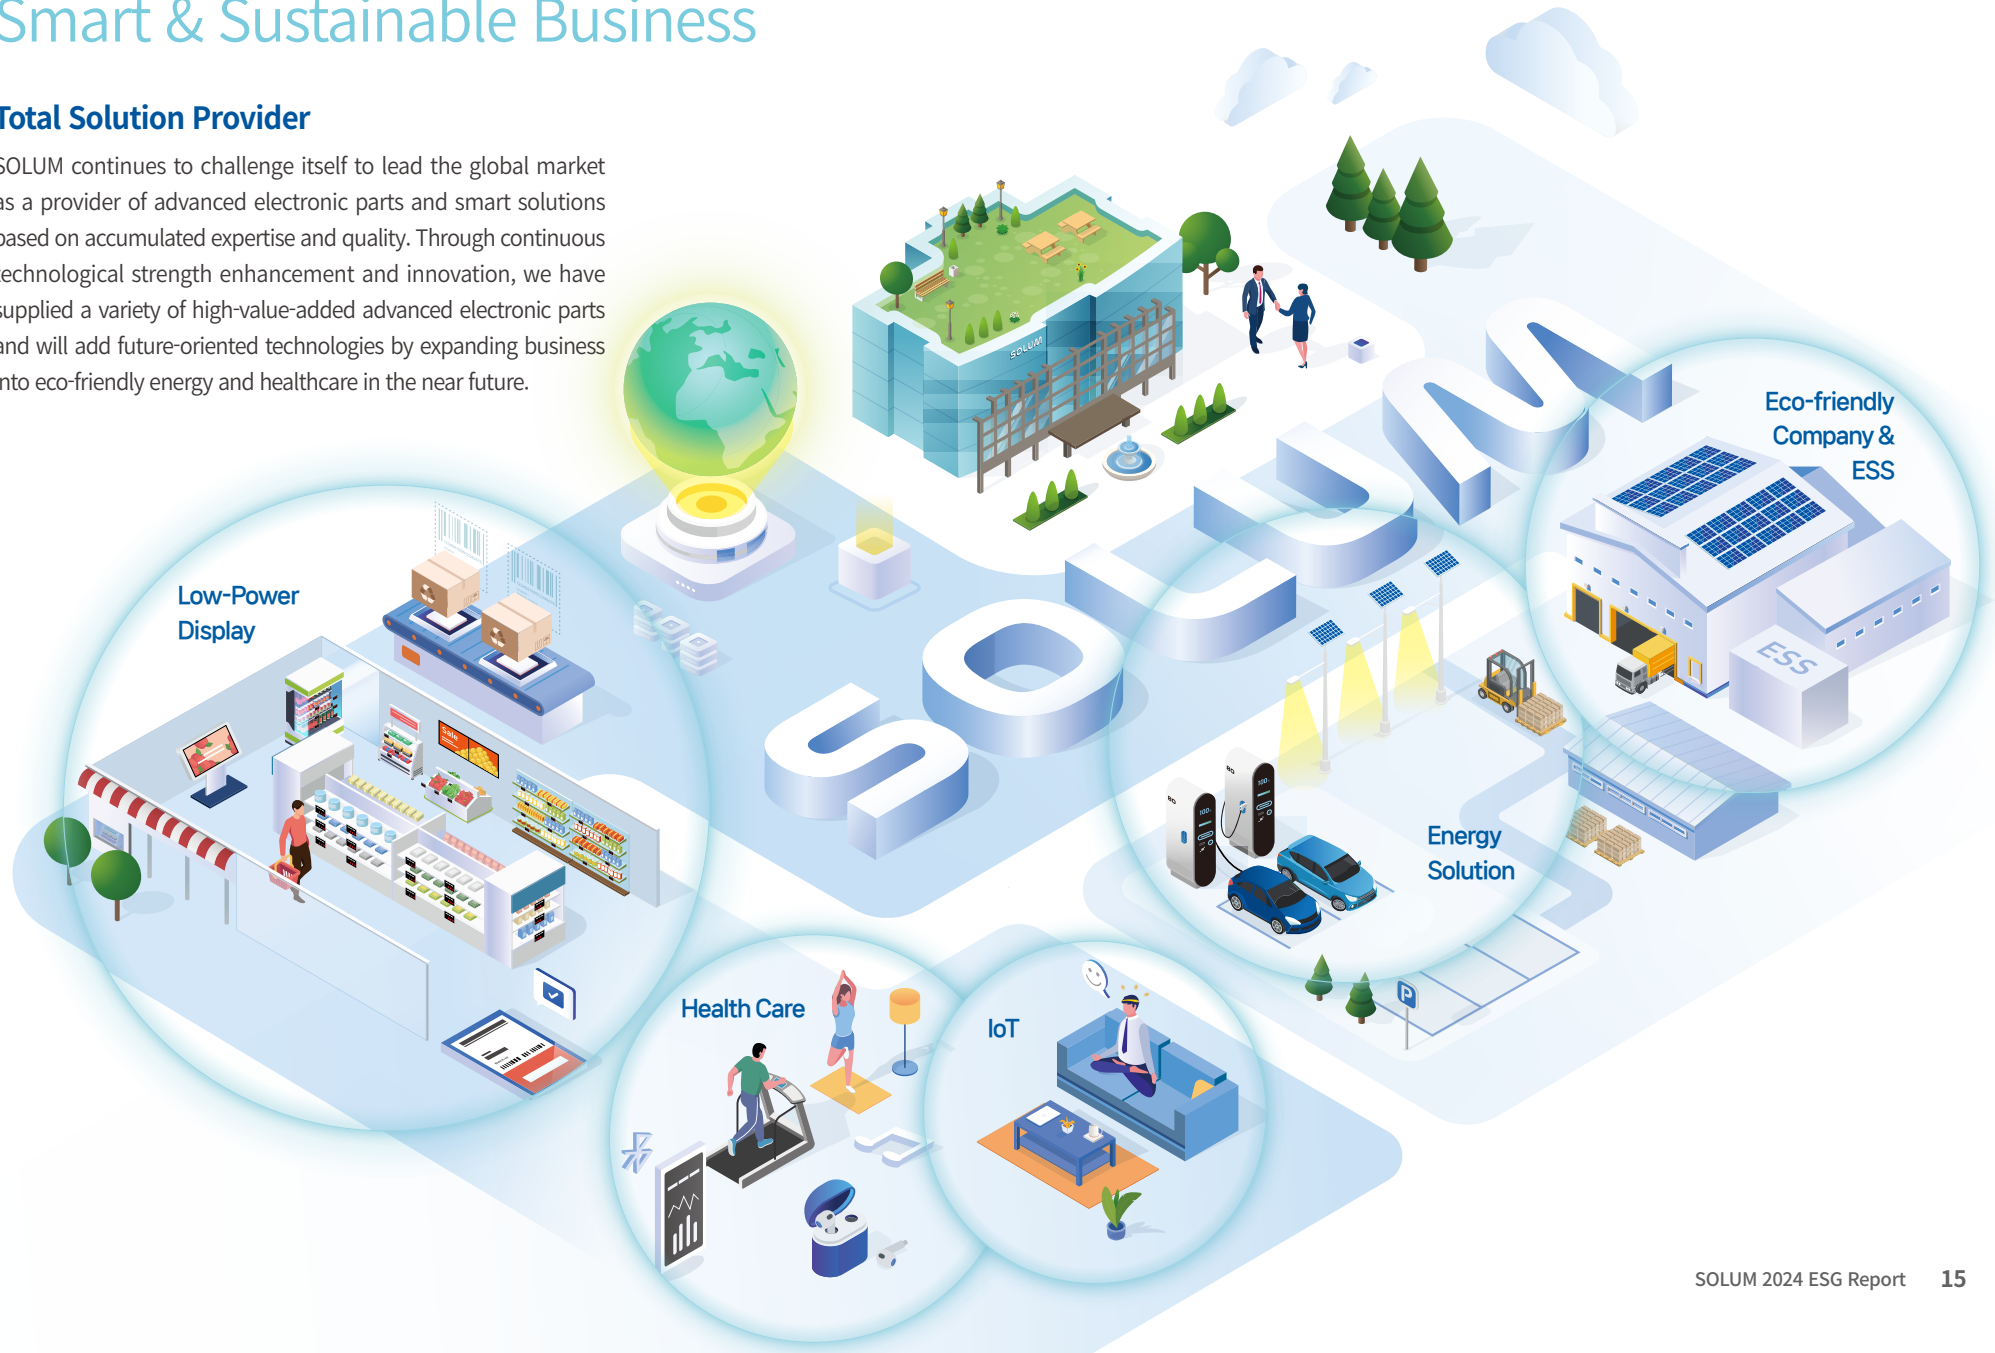 Smart & Sustainable Business
Total Solution Provider
SOLUM continues to challenge itself to lead the global market
as a provider of advanced electronic parts and smart solutions
based on accumulated expertise and quality. Through continuous
technological strength enhancement and innovation, we have
supplied a variety of high-value-added advanced electronic parts
and will add future-oriented technologies by expanding business
into eco-friendly energy and healthcare in the near future.
SOLUM
SOLUM
Eco-friendly
Company &
ESS
ESS
Low-Power
Display
Sale
100
100
Energy
Solution
P
Health Care
IoT
SOLUM 2024 ESG Report 15